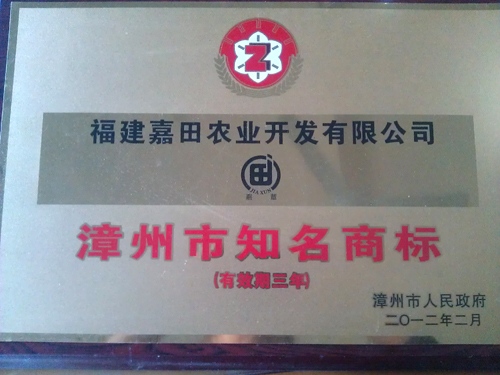 Z
福建嘉田农业开发有限公司
JIA XUN
漳州市知名商标
(有效期三年)
漳州市人民政府
二〇一二年二月